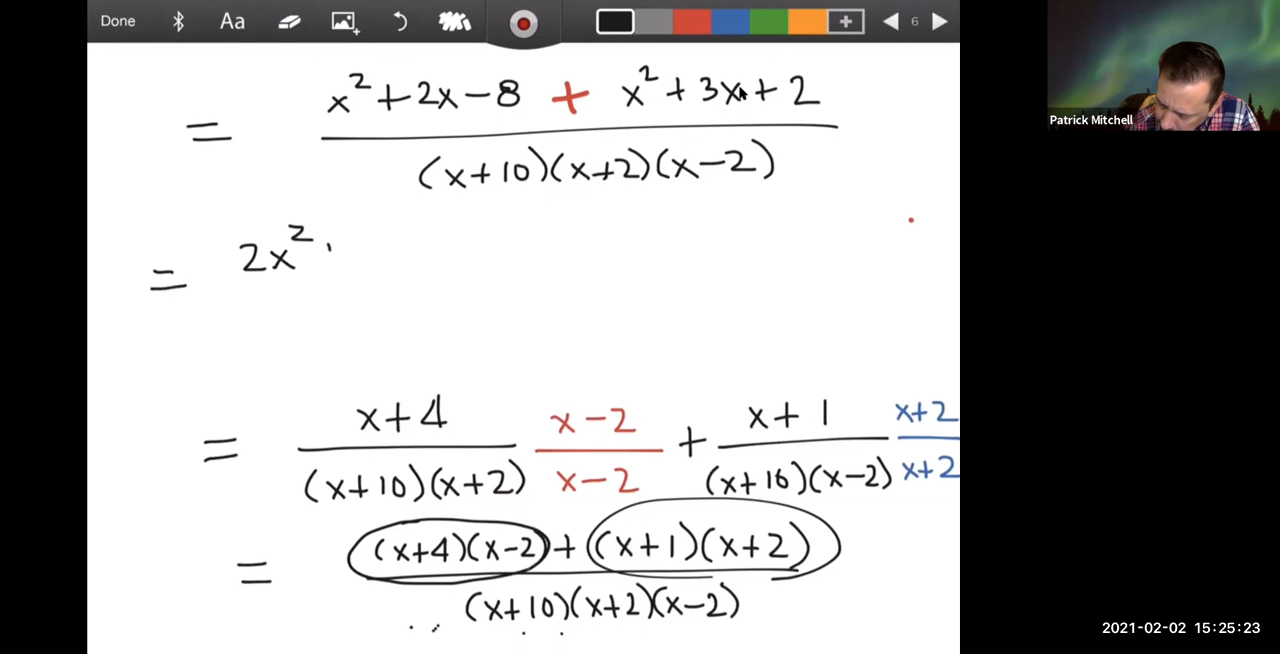 Done Aa 6
x²+2x−8 + x²+3x+2
= (x+10)(x+2)(x−2)
= 2x²
x+4 x−2 + x+1 x+2
= (x+10)(x+2) x−2 (x+10)(x−2) x+2
(x+4)(x−2)+(x+1)(x+2)
= (x+10)(x+2)(x−2)
Patrick Mitchell
2021-02-02 15:25:23